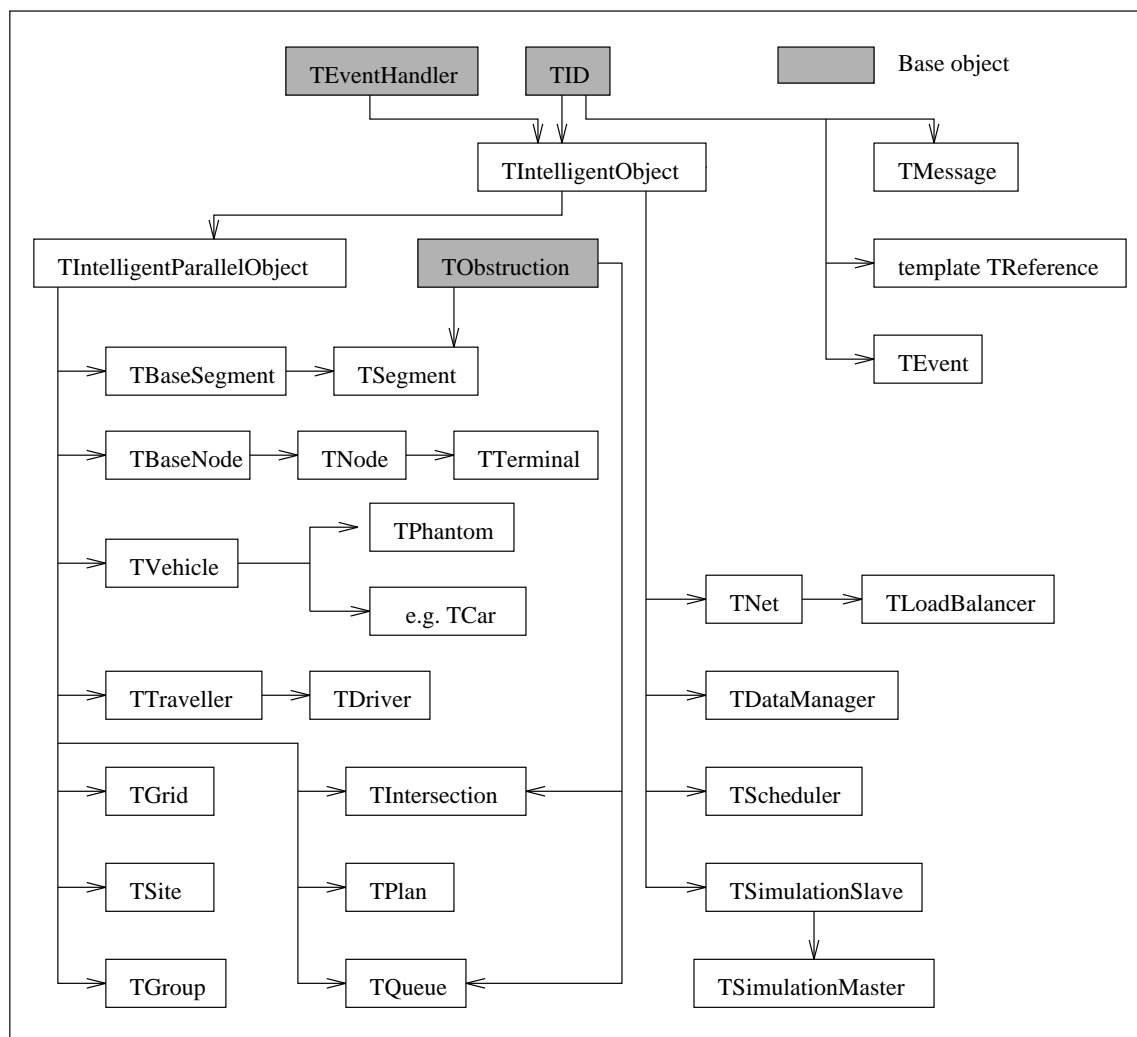 TEventHandler
TID
Base object
TIntelligentObject
TMessage
TIntelligentParallelObject
TObstruction
template TReference
TBaseSegment
TSegment
TEvent
TBaseNode
TNode
TTerminal
TPhantom
TVehicle
e.g. TCar
TNet
TLoadBalancer
TTraveller
TDriver
TDataManager
TGrid
TIntersection
TScheduler
TSite
TPlan
TSimulationSlave
TGroup
TQueue
TSimulationMaster